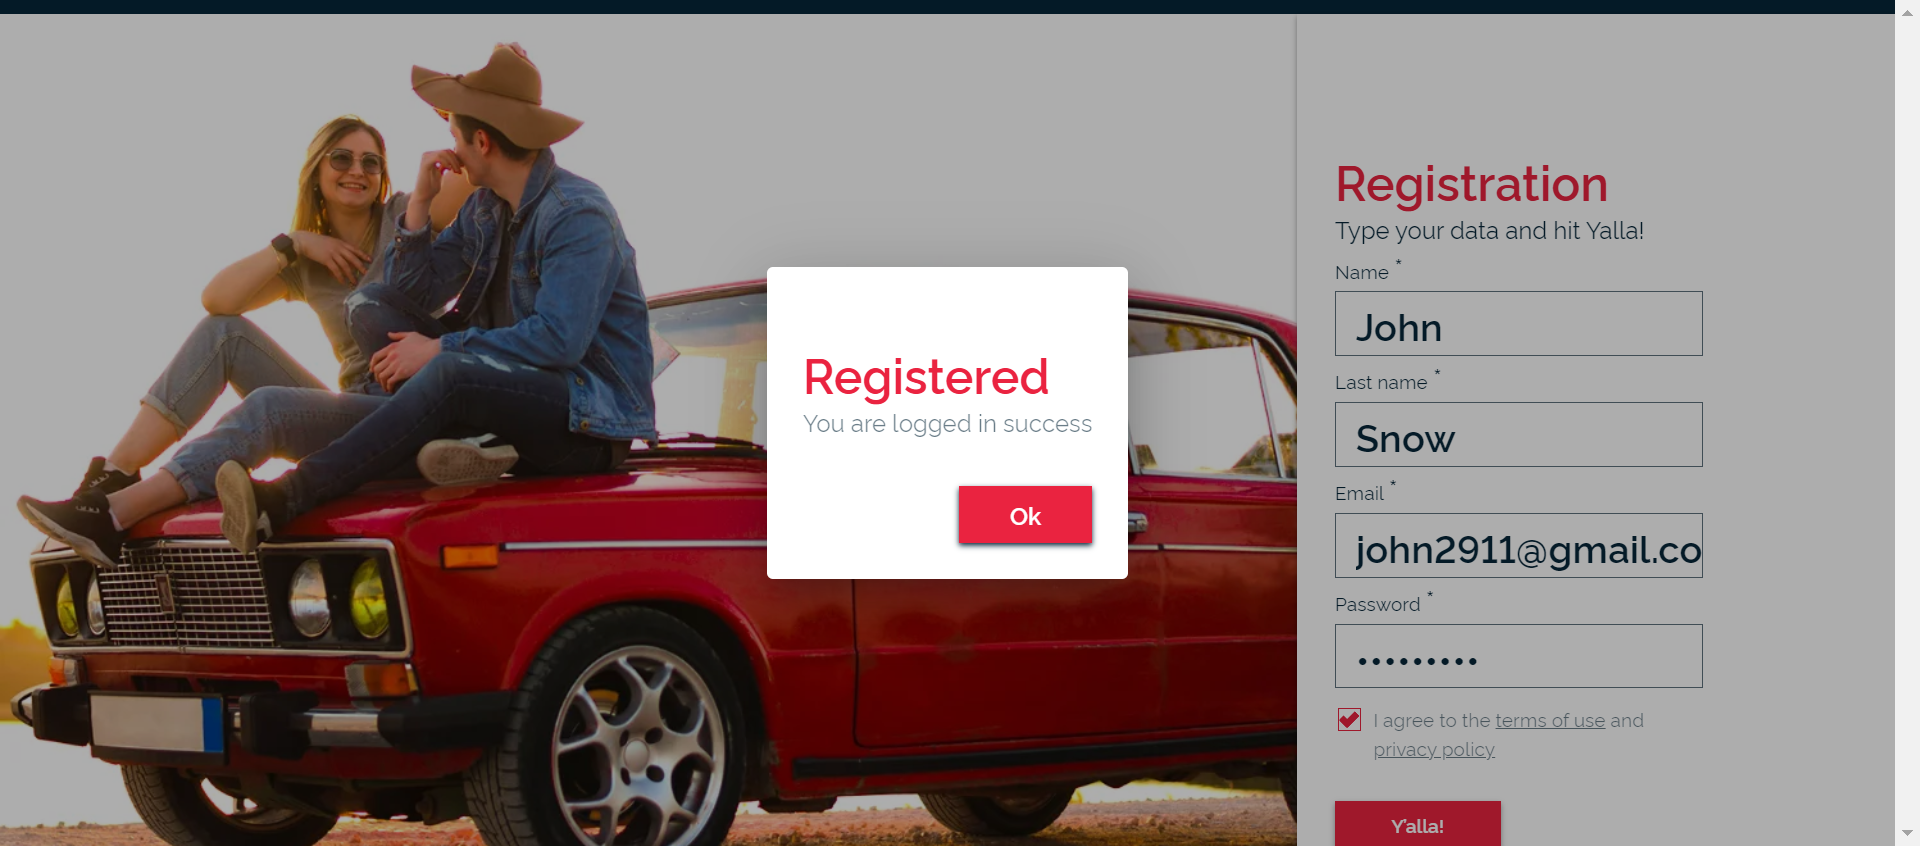 Registration
Type your data and hit Yalla!
Name *
John
Last name *
Snow
Email *
john2911@gmail.co
Password *
•••••••••
I agree to the terms of use and
privacy policy
Y'alla!
Registered
You are logged in success
Ok